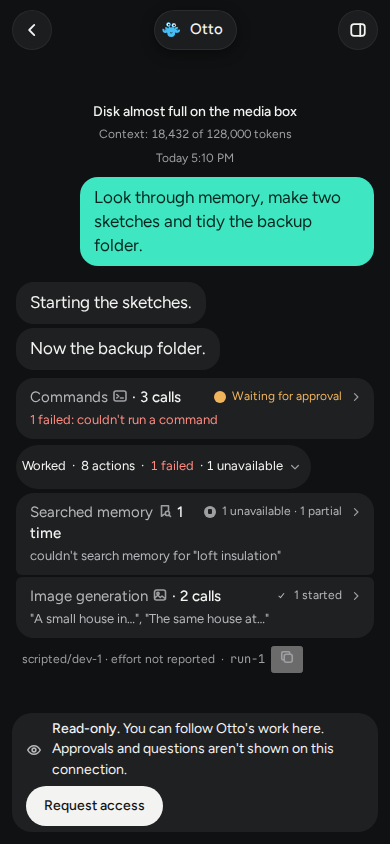 Otto
Disk almost full on the media box
Context: 18,432 of 128,000 tokens
Today 5:10 PM
Look through memory, make two
sketches and tidy the backup
folder.
Starting the sketches.
Now the backup folder.
Commands · 3 calls Waiting for approval
1 failed: couldn't run a command
Worked · 8 actions · 1 failed · 1 unavailable
Searched memory 1 1 unavailable · 1 partial
time
couldn't search memory for "loft insulation"
Image generation · 2 calls 1 started
"A small house in…", "The same house at…"
scripted/dev-1 · effort not reported · run-1
Read-only. You can follow Otto's work here.
Approvals and questions aren't shown on this
connection.
Request access